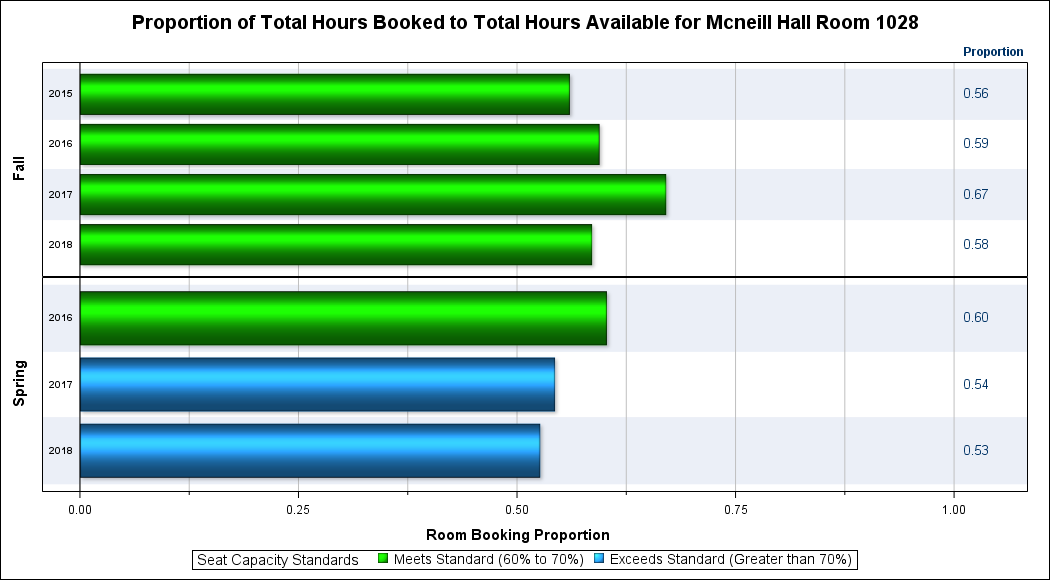 Proportion of Total Hours Booked to Total Hours Available for Mcneill Hall Room 1028
Proportion
Fall
2015 0.56
2016 0.59
2017 0.67
2018 0.58
Spring
2016 0.60
2017 0.54
2018 0.53
0.00 0.25 0.50 0.75 1.00
Room Booking Proportion
Seat Capacity Standards Meets Standard (60% to 70%) Exceeds Standard (Greater than 70%)